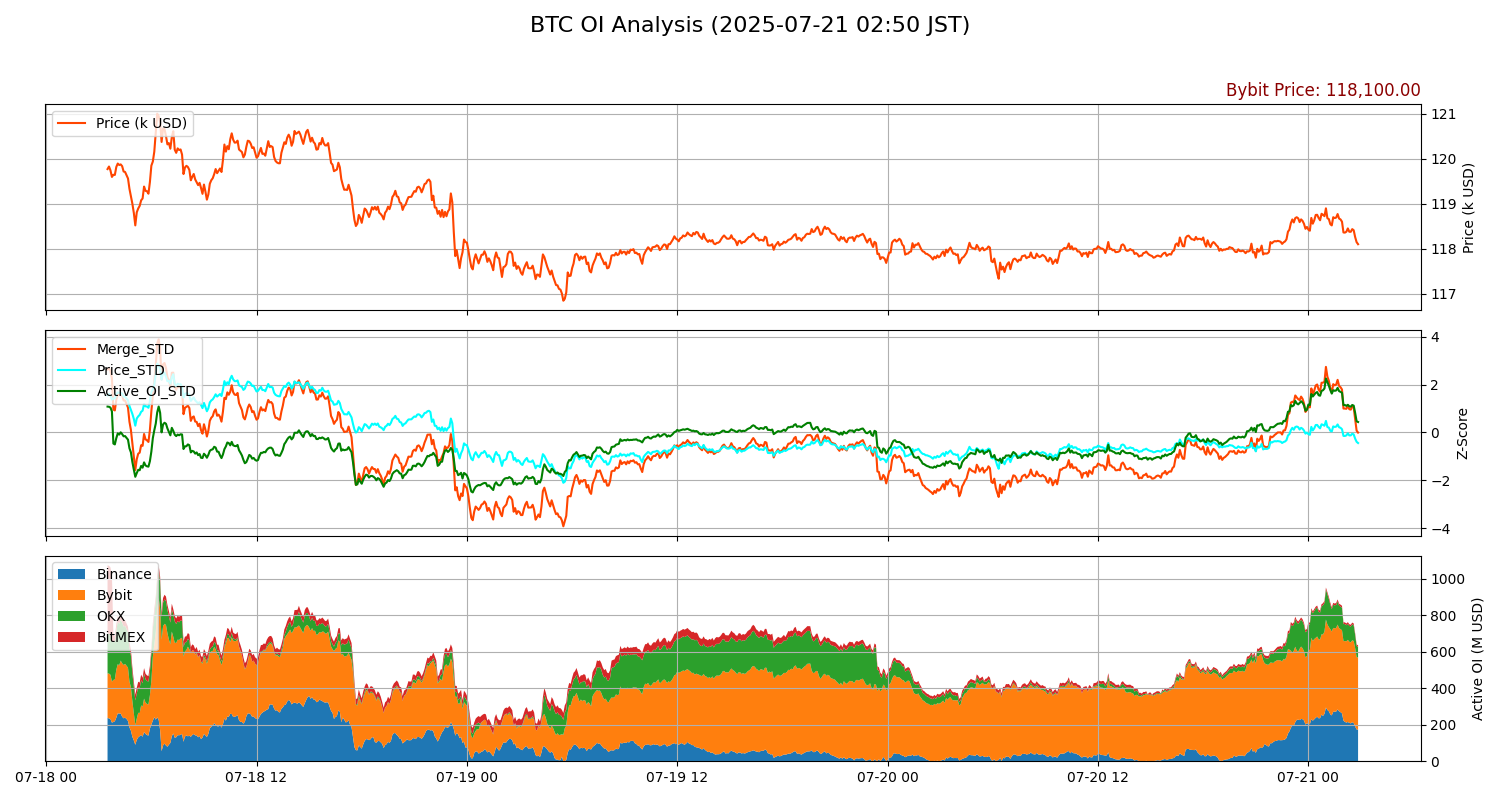 BTC OI Analysis (2025-07-21 02:50 JST)
Bybit Price: 118,100.00
Price (k USD)
121
120
119
118
117
Price (k USD)
Merge_STD
Price_STD
Active_OI_STD
4
2
0
−2
−4
Z-Score
Binance
Bybit
OKX
BitMEX
1000
800
600
400
200
0
Active OI (M USD)
07-18 00
07-18 12
07-19 00
07-19 12
07-20 00
07-20 12
07-21 00